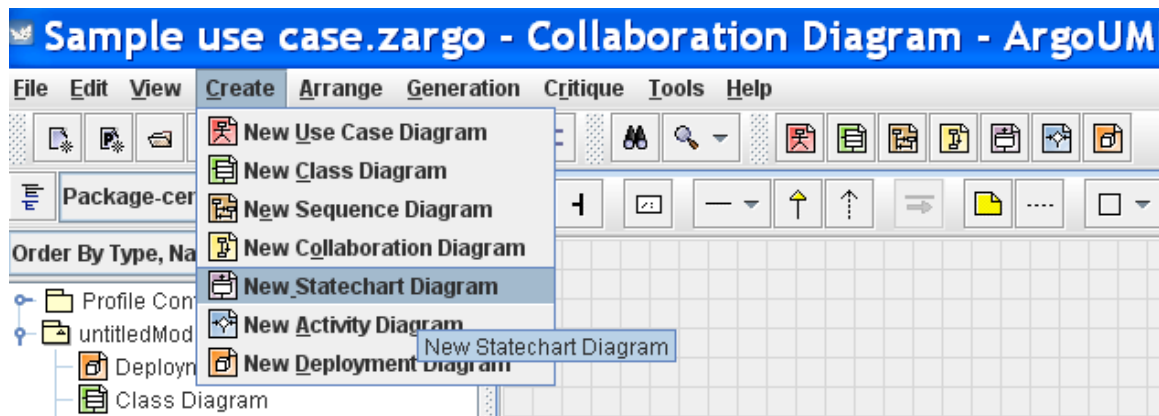 Sample use case.zargo - Collaboration Diagram - ArgoUM
File Edit View Create Arrange Generation Critique Tools Help
New Use Case Diagram
New Class Diagram
Package-cer
New Sequence Diagram
Order By Type, Na
New Collaboration Diagram
New Statechart Diagram
Profile Con
New Activity Diagram
untitledMod
New Statechart Diagram
Deployn
New Deployment Diagram
Class Diagram